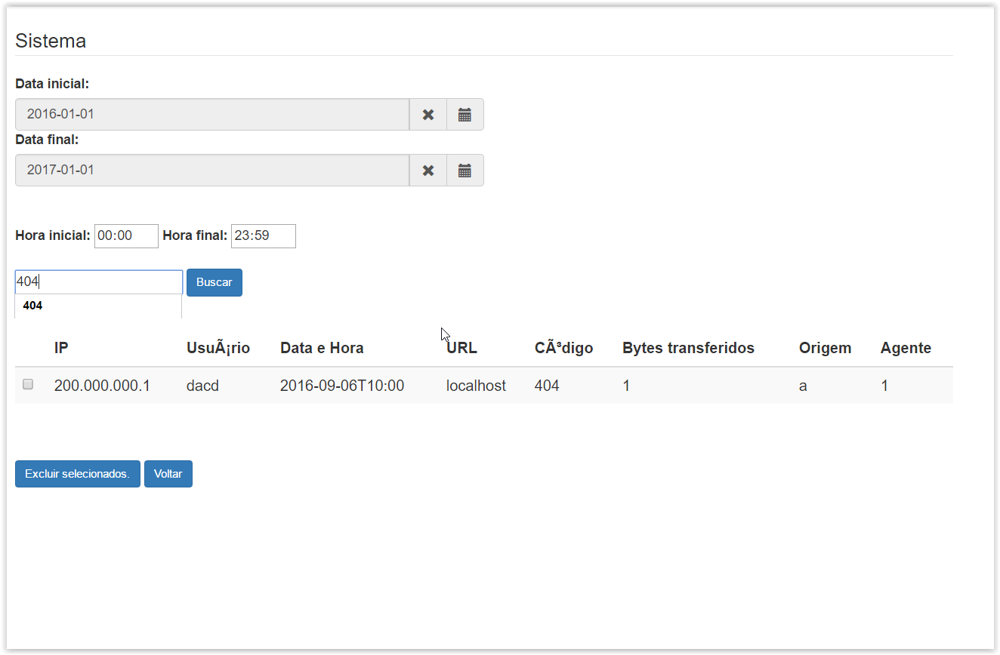 Sistema
Data inicial:
2016-01-01
Data final:
2017-01-01
Hora inicial: 00:00 Hora final: 23:59
404 Buscar
404
IP UsuÃ¡rio Data e Hora URL CÃ³digo Bytes transferidos Origem Agente
200.000.000.1 dacd 2016-09-06T10:00 localhost 404 1 a 1
Excluir selecionados. Voltar